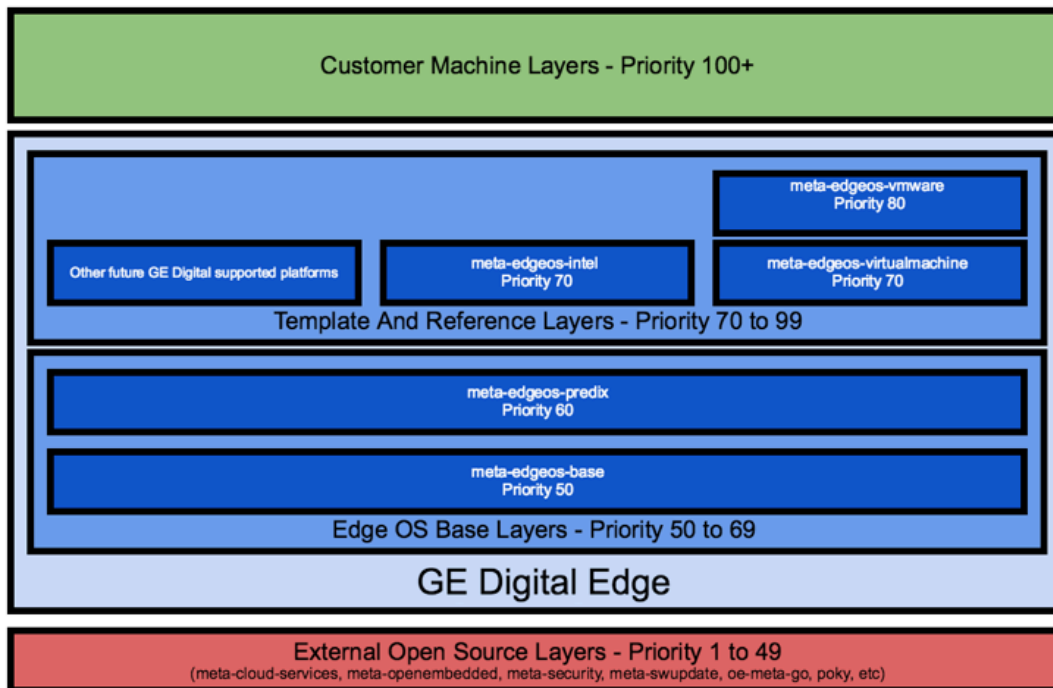 Customer Machine Layers - Priority 100+
meta-edgeos-vmware
Priority 80
Other future GE Digital supported platforms
meta-edgeos-intel
Priority 70
meta-edgeos-virtualmachine
Priority 70
Template And Reference Layers - Priority 70 to 99
meta-edgeos-predix
Priority 60
meta-edgeos-base
Priority 50
Edge OS Base Layers - Priority 50 to 69
GE Digital Edge
External Open Source Layers - Priority 1 to 49
(meta-cloud-services, meta-openembedded, meta-security, meta-swupdate, oe-meta-go, poky, etc)